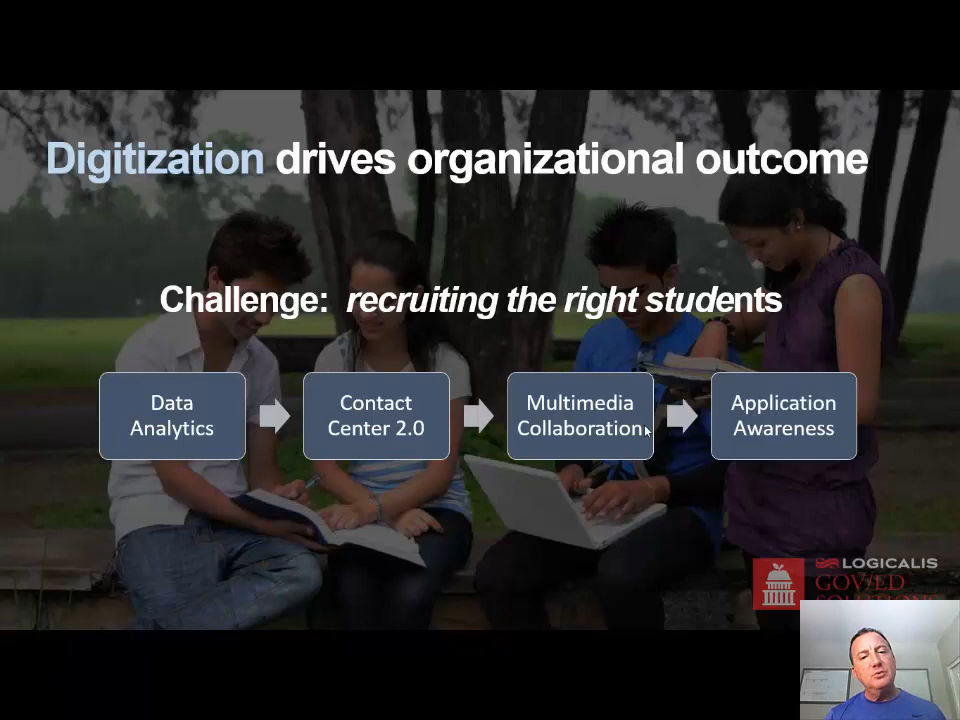 Digitization drives organizational outcome
Challenge: recruiting the right students
Data
Analytics
Contact
Center 2.0
Multimedia
Collaboration
Application
Awareness
LOGICALIS
GOV/ED
SOLUTIONS